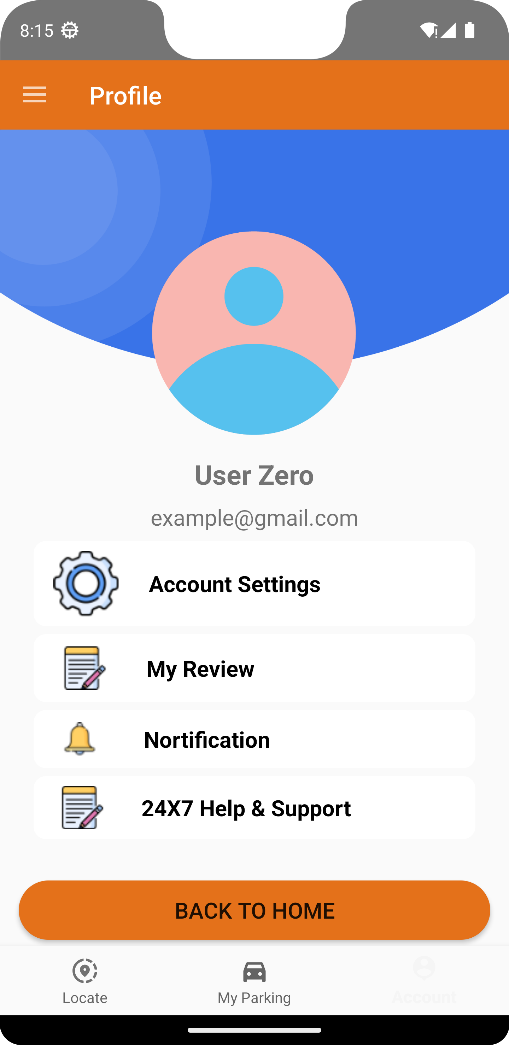 8:15
Profile
User Zero
example@gmail.com
Account Settings
My Review
Nortification
24X7 Help & Support
BACK TO HOME
Locate
My Parking
Account